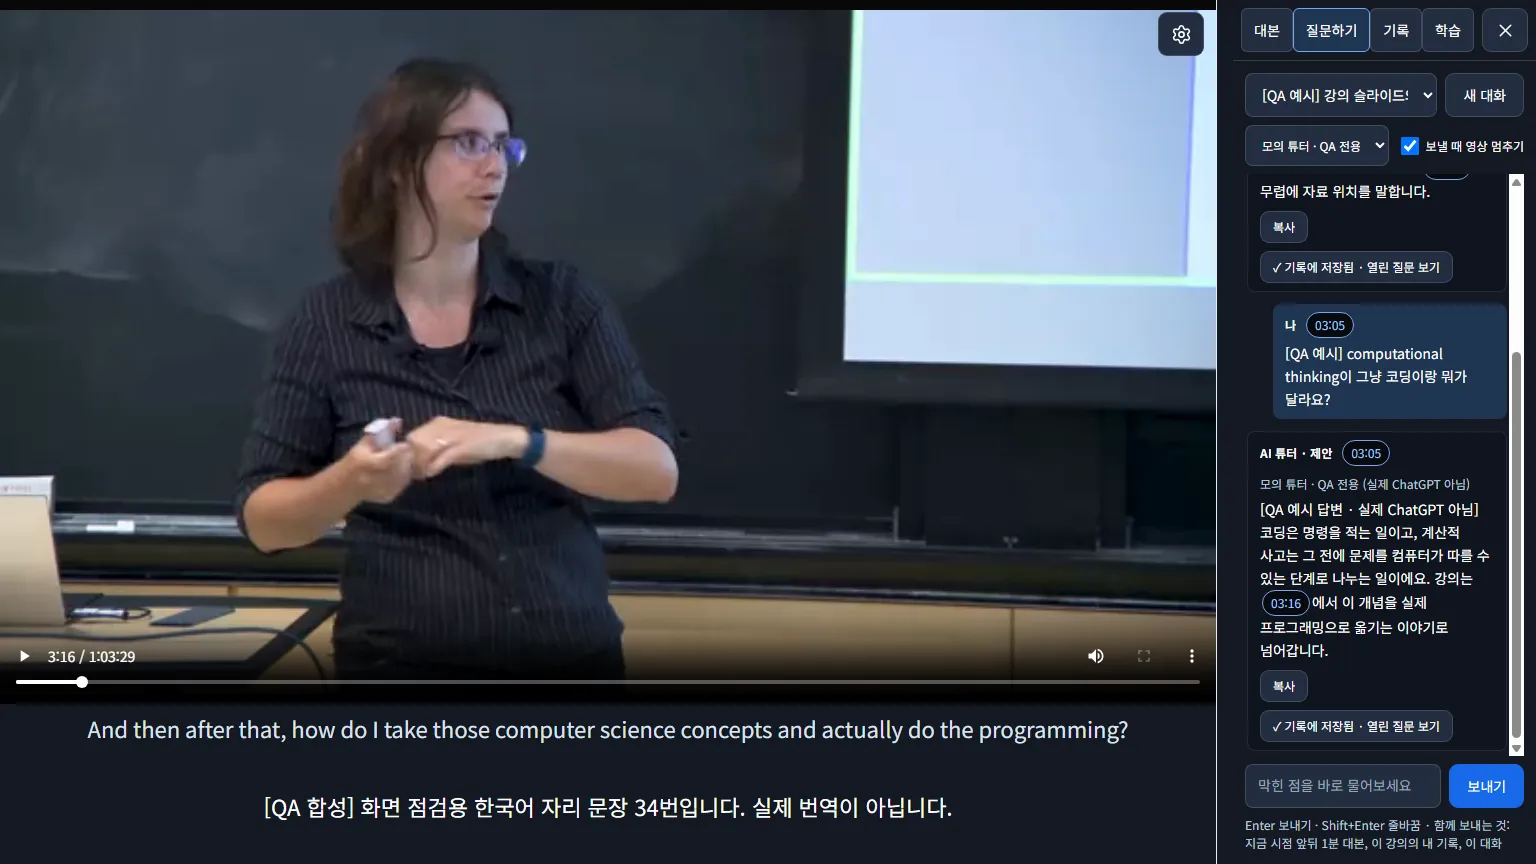 대본 질문하기 기록 학습
[QA 예시] 강의 슬라이드의 새 대화
모의 튜터 · QA 전용 보낼 때 영상 멈추기
무렵에 자료 위치를 말합니다.
복사
✓ 기록에 저장됨 · 열린 질문 보기
나 03:05
[QA 예시] computational
thinking이 그냥 코딩이랑 뭐가
달라요?
AI 튜터 · 제안 03:05
모의 튜터 · QA 전용 (실제 ChatGPT 아님)
[QA 예시 답변 · 실제 ChatGPT 아님]
코딩은 명령을 적는 일이고, 계산적
사고는 그 전에 문제를 컴퓨터가 따를 수
있는 단계로 나누는 일이에요. 강의는
03:16 에서 이 개념을 실제
프로그래밍으로 옮기는 이야기로
넘어갑니다.
복사
✓ 기록에 저장됨 · 열린 질문 보기
막힌 점을 바로 물어보세요 보내기
Enter 보내기 · Shift+Enter 줄바꿈 · 함께 보내는 것:
지금 시점 앞뒤 1분 대본, 이 강의의 내 기록, 이 대화
3:16 / 1:03:29
And then after that, how do I take those computer science concepts and actually do the programming?
[QA 합성] 화면 점검용 한국어 자리 문장 34번입니다. 실제 번역이 아닙니다.